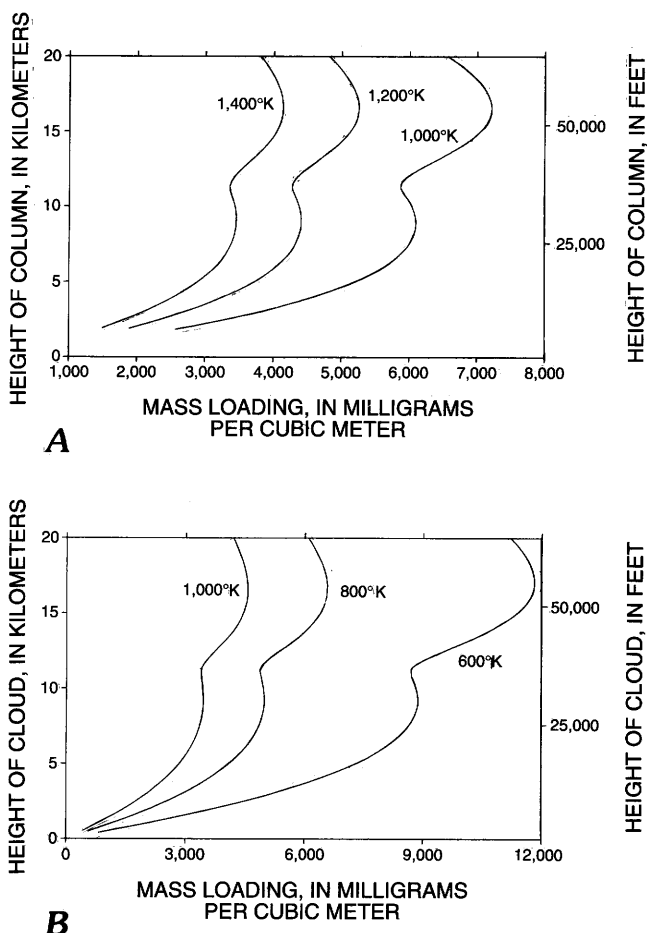 HEIGHT OF COLUMN, IN KILOMETERS
20
15
10
5
0
1,400°K
1,200°K
1,000°K
50,000
25,000
HEIGHT OF COLUMN, IN FEET
1,000 2,000 3,000 4,000 5,000 6,000 7,000 8,000
MASS LOADING, IN MILLIGRAMS
PER CUBIC METER
A
HEIGHT OF CLOUD, IN KILOMETERS
20
15
10
5
0
1,000°K
800°K
600°K
50,000
25,000
HEIGHT OF CLOUD, IN FEET
0 3,000 6,000 9,000 12,000
MASS LOADING, IN MILLIGRAMS
PER CUBIC METER
B